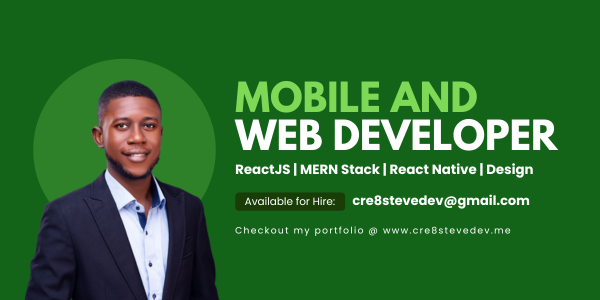 MOBILE AND
WEB DEVELOPER
ReactJS | MERN Stack | React Native | Design
Available for Hire: cre8stevedev@gmail.com
Checkout my portfolio @ www.cre8stevedev.me